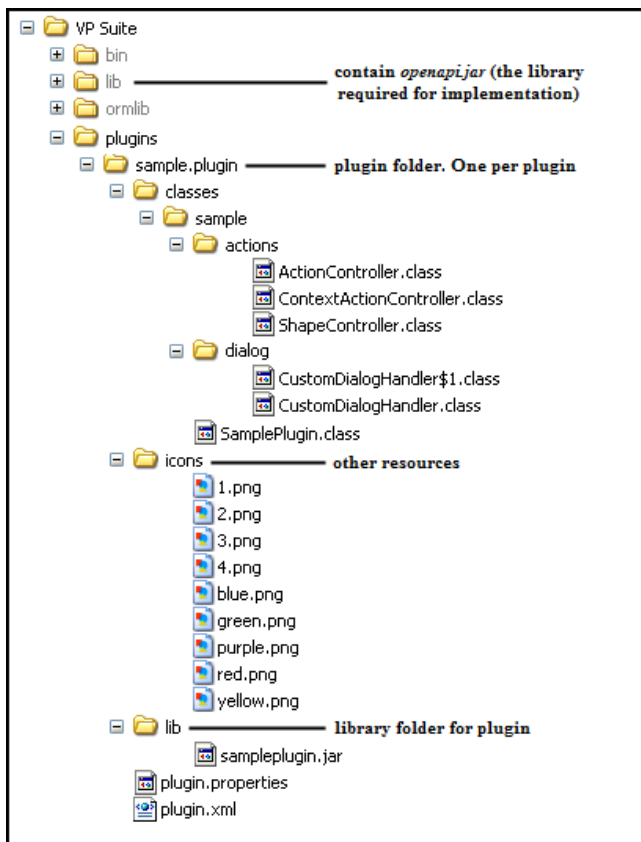 VP Suite
bin
lib contain openapi.jar (the library
required for implementation)
ormlib
plugins
sample.plugin plugin folder. One per plugin
classes
sample
actions
ActionController.class
ContextActionController.class
ShapeController.class
dialog
CustomDialogHandler$1.class
CustomDialogHandler.class
SamplePlugin.class
icons other resources
1.png
2.png
3.png
4.png
blue.png
green.png
purple.png
red.png
yellow.png
lib library folder for plugin
sampleplugin.jar
plugin.properties
plugin.xml